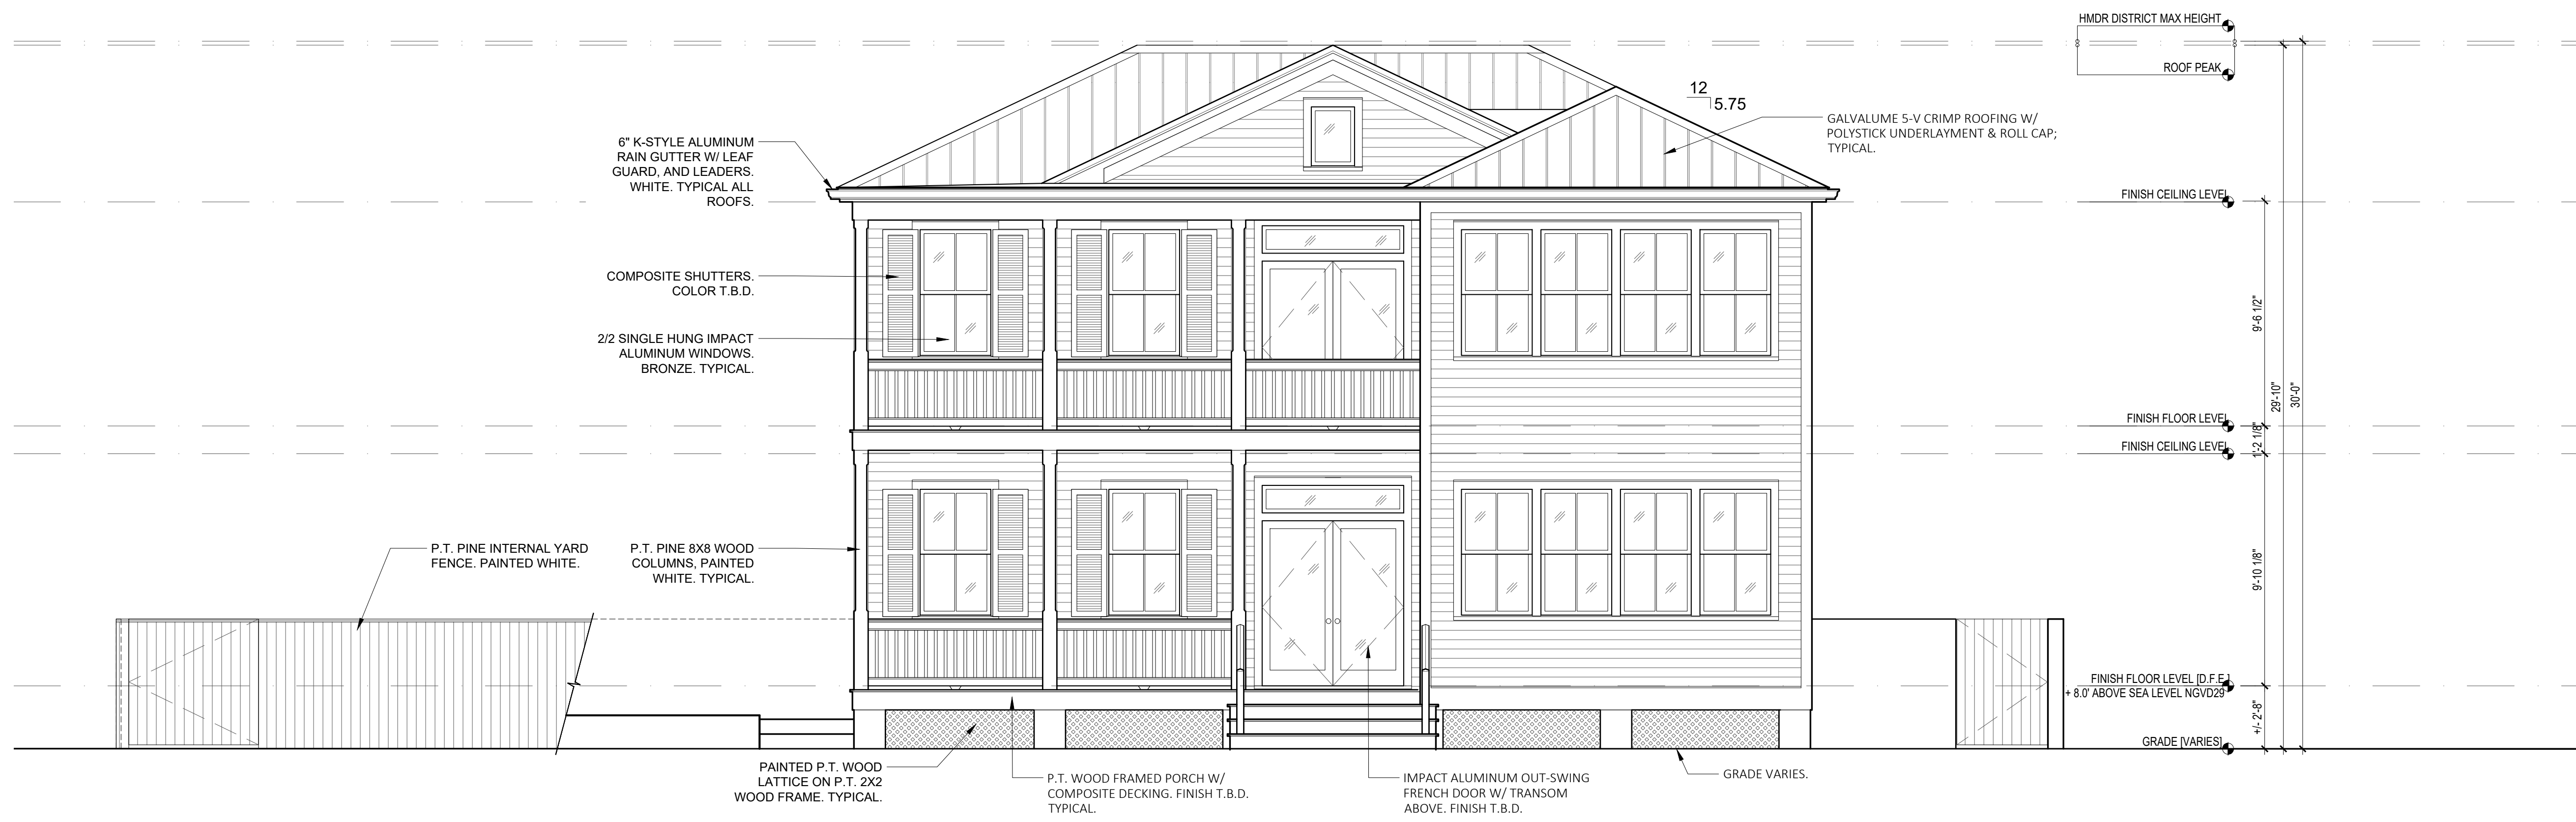 HMDR DISTRICT MAX HEIGHT
ROOF PEAK
12
5.75
GALVALUME 5-V CRIMP ROOFING W/
POLYSTICK UNDERLAYMENT & ROLL CAP;
TYPICAL.
6" K-STYLE ALUMINUM
RAIN GUTTER W/ LEAF
GUARD, AND LEADERS.
WHITE. TYPICAL ALL
ROOFS.
FINISH CEILING LEVEL
COMPOSITE SHUTTERS.
COLOR T.B.D.
2/2 SINGLE HUNG IMPACT
ALUMINUM WINDOWS.
BRONZE. TYPICAL.
9'-6 1/2"
29'-10"
30'-0"
FINISH FLOOR LEVEL
1'-2 1/8"
FINISH CEILING LEVEL
P.T. PINE INTERNAL YARD
FENCE. PAINTED WHITE.
P.T. PINE 8X8 WOOD
COLUMNS, PAINTED
WHITE. TYPICAL.
9'-10 1/8"
FINISH FLOOR LEVEL [D.F.E.]
+ 8.0' ABOVE SEA LEVEL NGVD29
+/- 2'-8"
GRADE [VARIES]
PAINTED P.T. WOOD
LATTICE ON P.T. 2X2
WOOD FRAME. TYPICAL.
P.T. WOOD FRAMED PORCH W/
COMPOSITE DECKING. FINISH T.B.D.
TYPICAL.
IMPACT ALUMINUM OUT-SWING
FRENCH DOOR W/ TRANSOM
ABOVE. FINISH T.B.D.
GRADE VARIES.